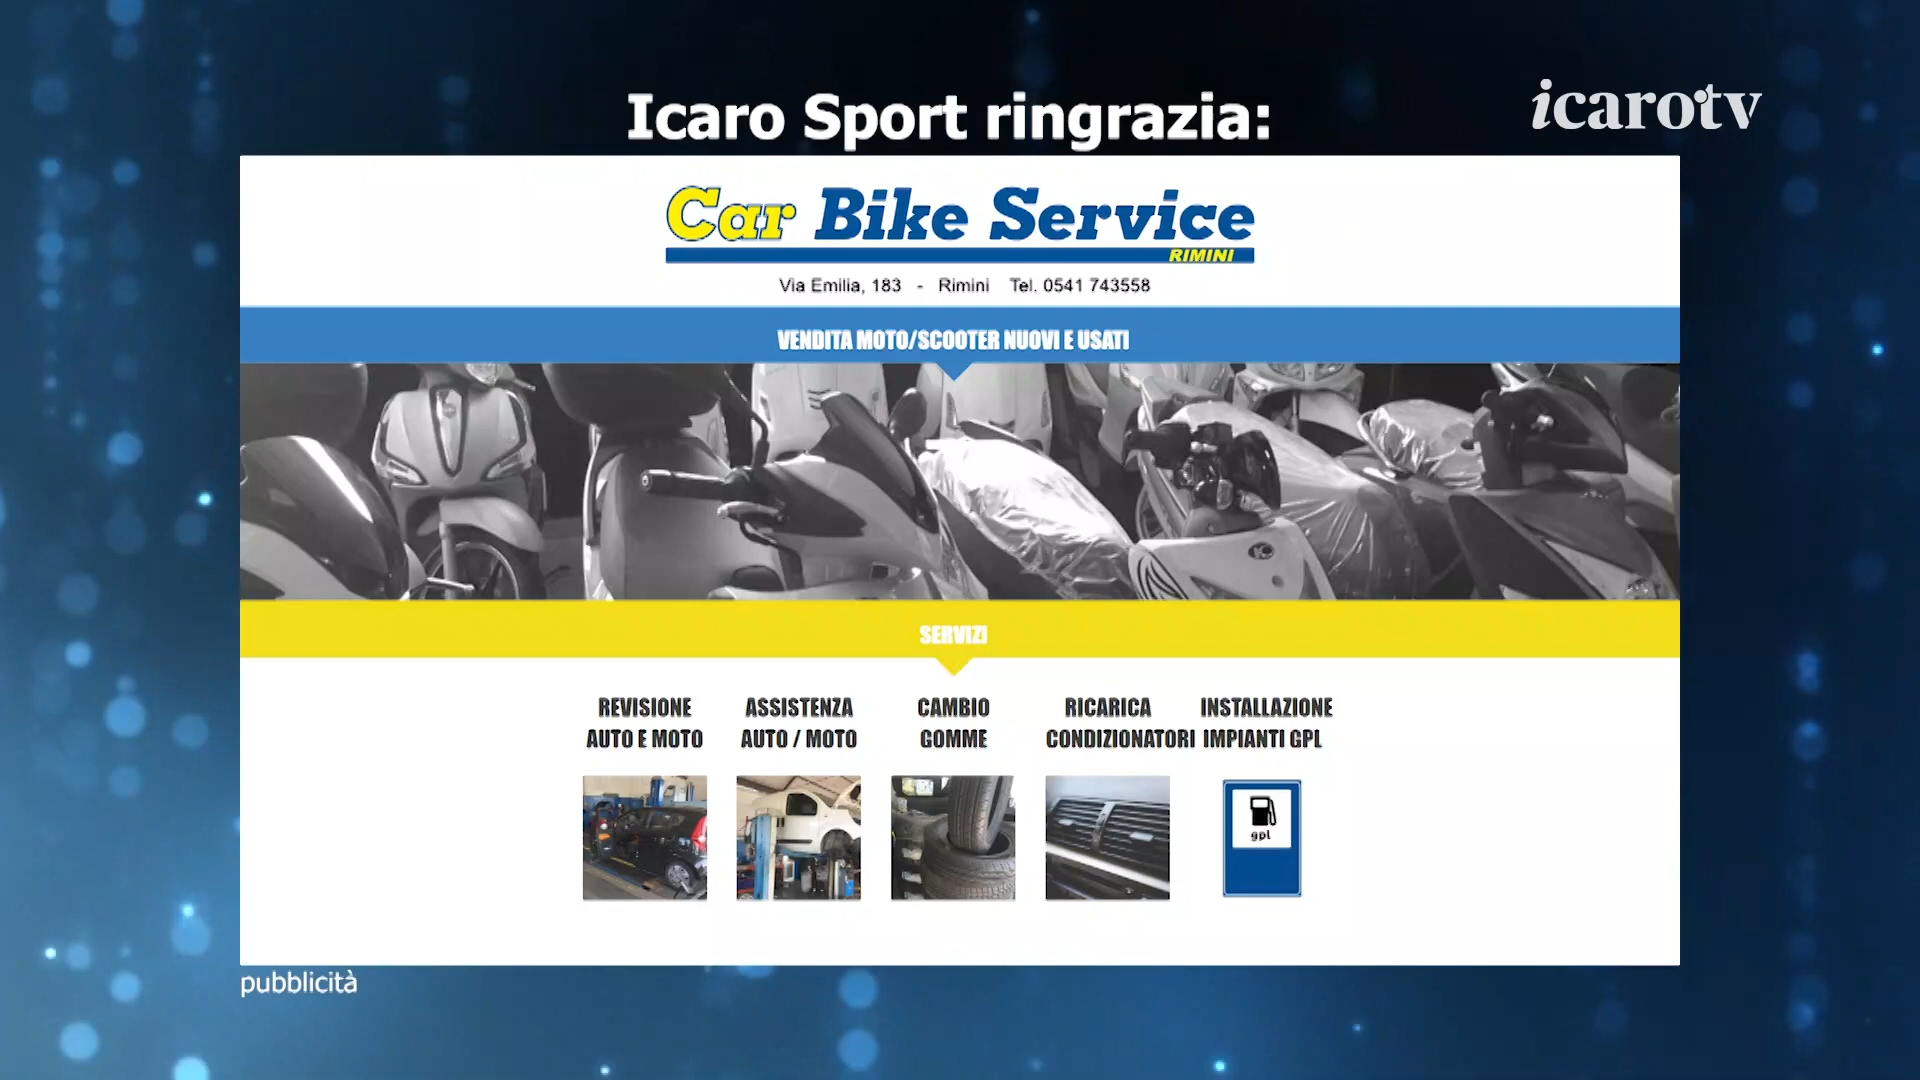 Icaro Sport ringrazia:
icarotv
Car Bike Service
RIMINI
Via Emilia, 183 - Rimini Tel. 0541 743558
VENDITA MOTO/SCOOTER NUOVI E USATI
SERVIZI
REVISIONE
AUTO E MOTO
ASSISTENZA
AUTO / MOTO
CAMBIO
GOMME
RICARICA
CONDIZIONATORI
INSTALLAZIONE
IMPIANTI GPL
gpl
pubblicità